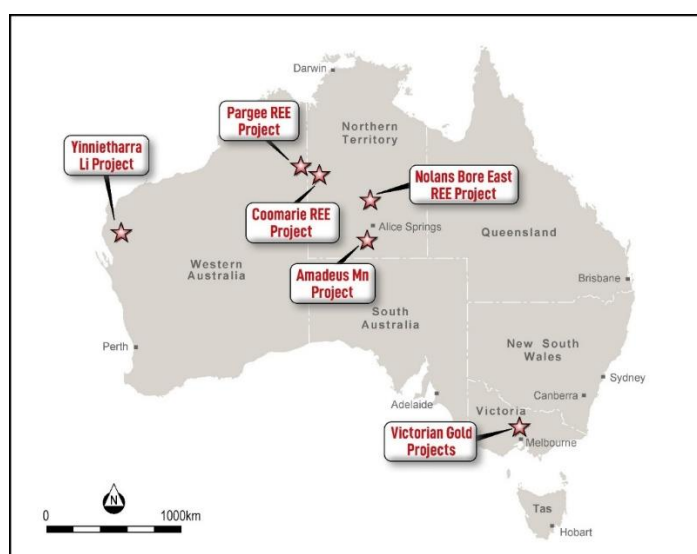 Darwin
Pargee REE
Project
Northern
Territory
Yinnietharra
Li Project
Nolans Bore East
REE Project
Coomarie REE
Project
Alice Springs
Queensland
Western
Australia
Amadeus Mn
Project
Brisbane
South
Australia
New South
Wales
Perth
Sydney
Canberra
Adelaide
Victoria
Victorian Gold
Projects
Melbourne
N
0 1000km
Tas
Hobart